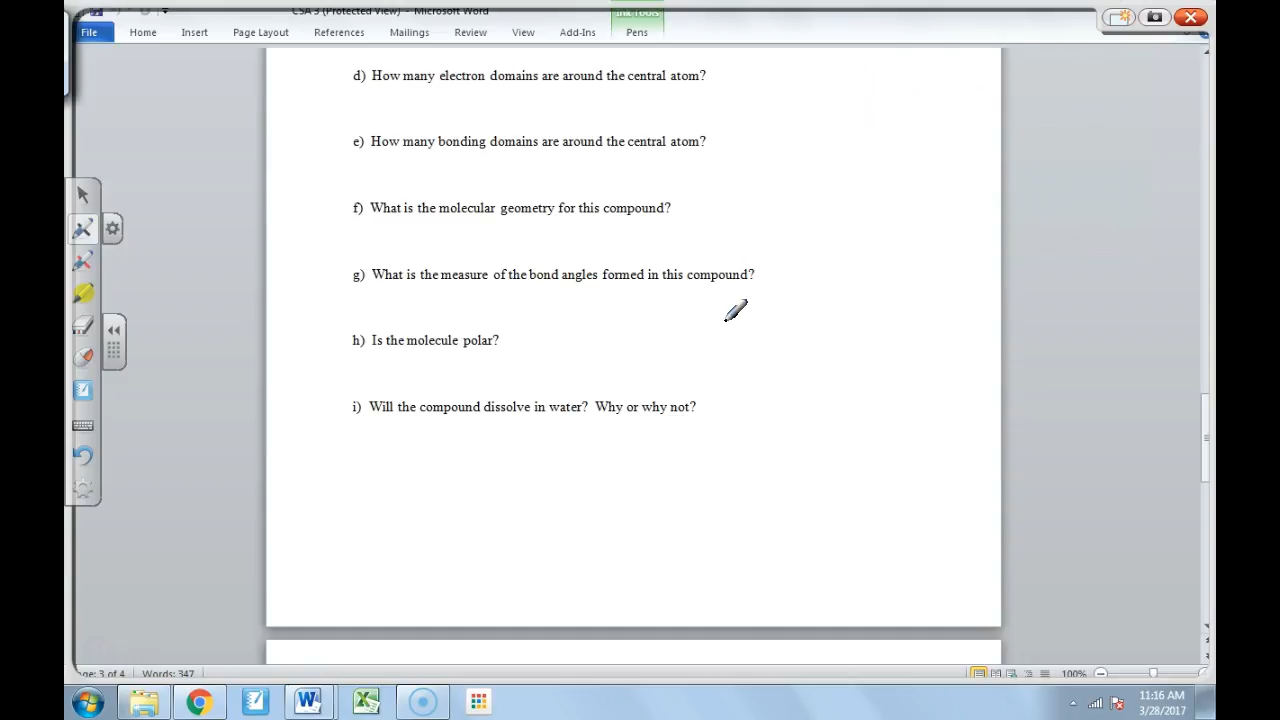 CSA 3 (Protected View) - Microsoft Word
Ink Tools
File Home Insert Page Layout References Mailings Review View Add-Ins Pens
d) How many electron domains are around the central atom?
e) How many bonding domains are around the central atom?
f) What is the molecular geometry for this compound?
g) What is the measure of the bond angles formed in this compound?
h) Is the molecule polar?
i) Will the compound dissolve in water? Why or why not?
ge: 3 of 4 Words: 347 100%
11:16 AM
3/28/2017